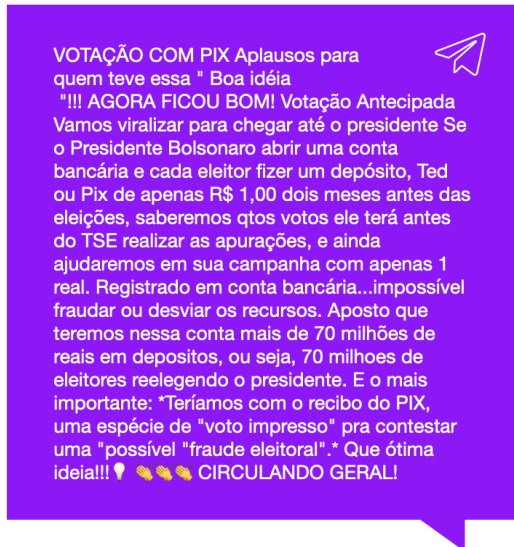 VOTAÇÃO COM PIX Aplausos para
quem teve essa " Boa idéia
"!!! AGORA FICOU BOM! Votação Antecipada
Vamos viralizar para chegar até o presidente Se
o Presidente Bolsonaro abrir uma conta
bancária e cada eleitor fizer um depósito, Ted
ou Pix de apenas R$ 1,00 dois meses antes das
eleições, saberemos qtos votos ele terá antes
do TSE realizar as apurações, e ainda
ajudaremos em sua campanha com apenas 1
real. Registrado em conta bancária...impossível
fraudar ou desviar os recursos. Aposto que
teremos nessa conta mais de 70 milhões de
reais em depositos, ou seja, 70 milhoes de
eleitores reelegendo o presidente. E o mais
importante: *Teríamos com o recibo do PIX,
uma espécie de "voto impresso" pra contestar
uma "possível "fraude eleitoral".* Que ótima
ideia!!!💡 👏👏👏 CIRCULANDO GERAL!